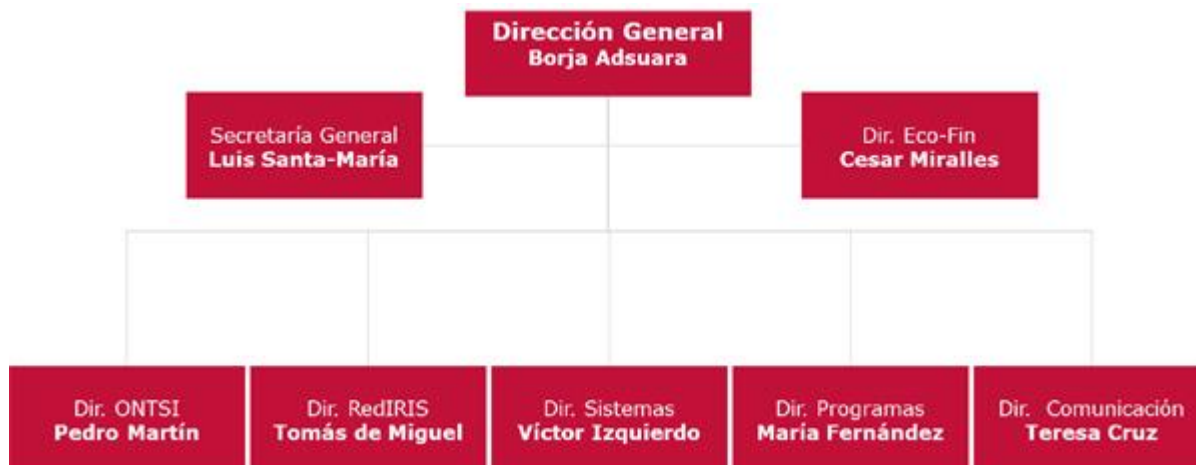 Dirección General
Borja Adsuara
Secretaría General
Luis Santa-María
Dir. Eco-Fin
Cesar Miralles
Dir. ONTSI
Pedro Martín
Dir. RedIRIS
Tomás de Miguel
Dir. Sistemas
Víctor Izquierdo
Dir. Programas
María Fernández
Dir. Comunicación
Teresa Cruz